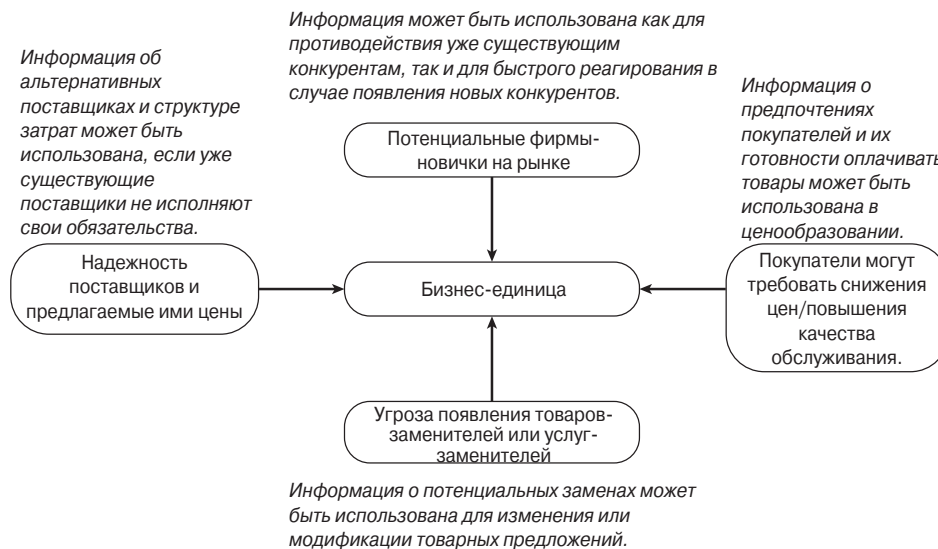 Информация может быть использована как для
противодействия уже существующим
конкурентам, так и для быстрого реагирования в
случае появления новых конкурентов.
Информация об
альтернативных
поставщиках и структуре
затрат может быть
использована, если уже
существующие
поставщики не исполняют
свои обязательства.
Информация о
предпочтениях
покупателей и их
готовности оплачивать
товары может быть
использована в
ценообразовании.
Потенциальные фирмы-
новички на рынке
Надежность
поставщиков и
предлагаемые ими цены
Бизнес-единица
Покупатели могут
требовать снижения
цен/повышения
качества
обслуживания.
Угроза появления товаров-
заменителей или услуг-
заменителей
Информация о потенциальных заменах может
быть использована для изменения или
модификации товарных предложений.